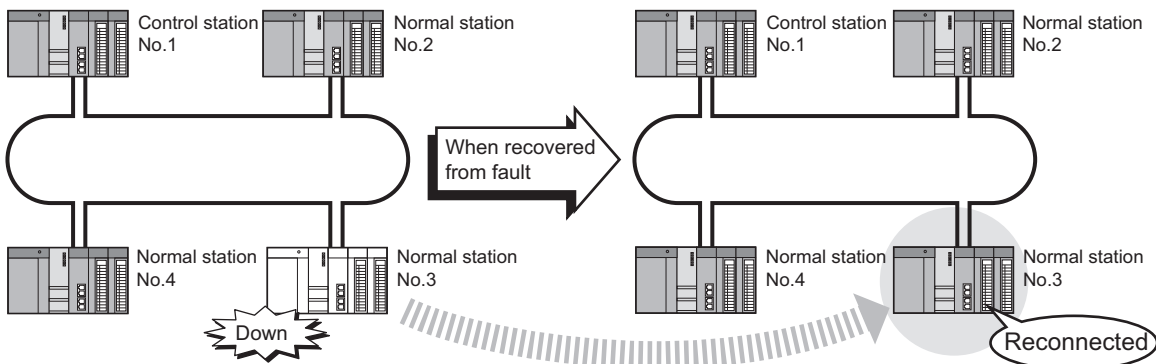 Control station
No.1
Normal station
No.2
Normal station
No.4
Normal station
No.3
Down
When recovered
from fault
Control station
No.1
Normal station
No.2
Normal station
No.4
Normal station
No.3
Reconnected